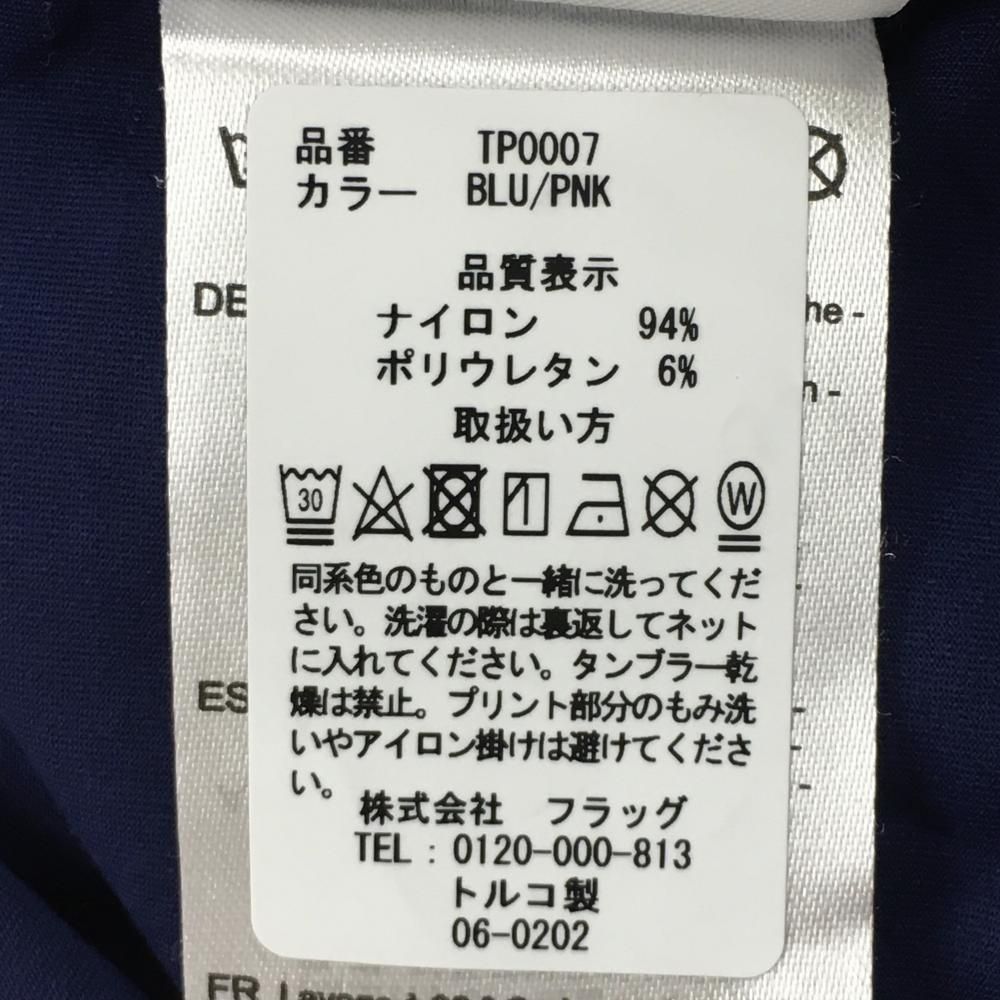 品番 TP0007
カラー BLU/PNK
DE
he -
品質表示
ナイロン 94%
ポリウレタン 6%
n -
取扱い方
30
W
同系色のものと一緒に洗ってくだ
さい。洗濯の際は裏返してネット
に入れてください。タンブラー乾
ES
燥は禁止。プリント部分のもみ洗
いやアイロン掛けは避けてくださ
い。
株式会社 フラッグ
TEL：0120-000-813
トルコ製
06-0202
FR